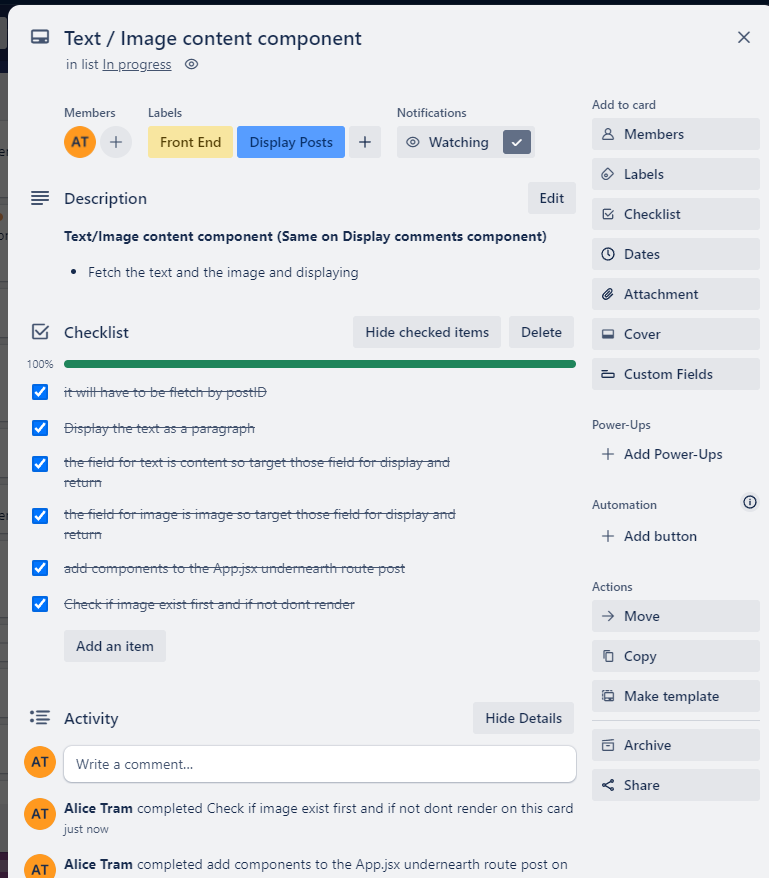 Text / Image content component
in list In progress
Members
Labels
Notifications
AT
Front End
Display Posts
Watching
Description
Edit
Text/Image content component (Same on Display comments component)
Fetch the text and the image and displaying
Checklist
Hide checked items
Delete
100%
it will have to be fletch by postID
Display the text as a paragraph
the field for text is content so target those field for display and
return
the field for image is image so target those field for display and
return
add components to the App.jsx undernearth route post
Check if image exist first and if not dont render
Add an item
Activity
Hide Details
AT
Write a comment...
AT
Alice Tram completed Check if image exist first and if not dont render on this card
just now
AT
Alice Tram completed add components to the App.jsx undernearth route post on
Add to card
Members
Labels
Checklist
Dates
Attachment
Cover
Custom Fields
Power-Ups
Add Power-Ups
Automation
Add button
Actions
Move
Copy
Make template
Archive
Share